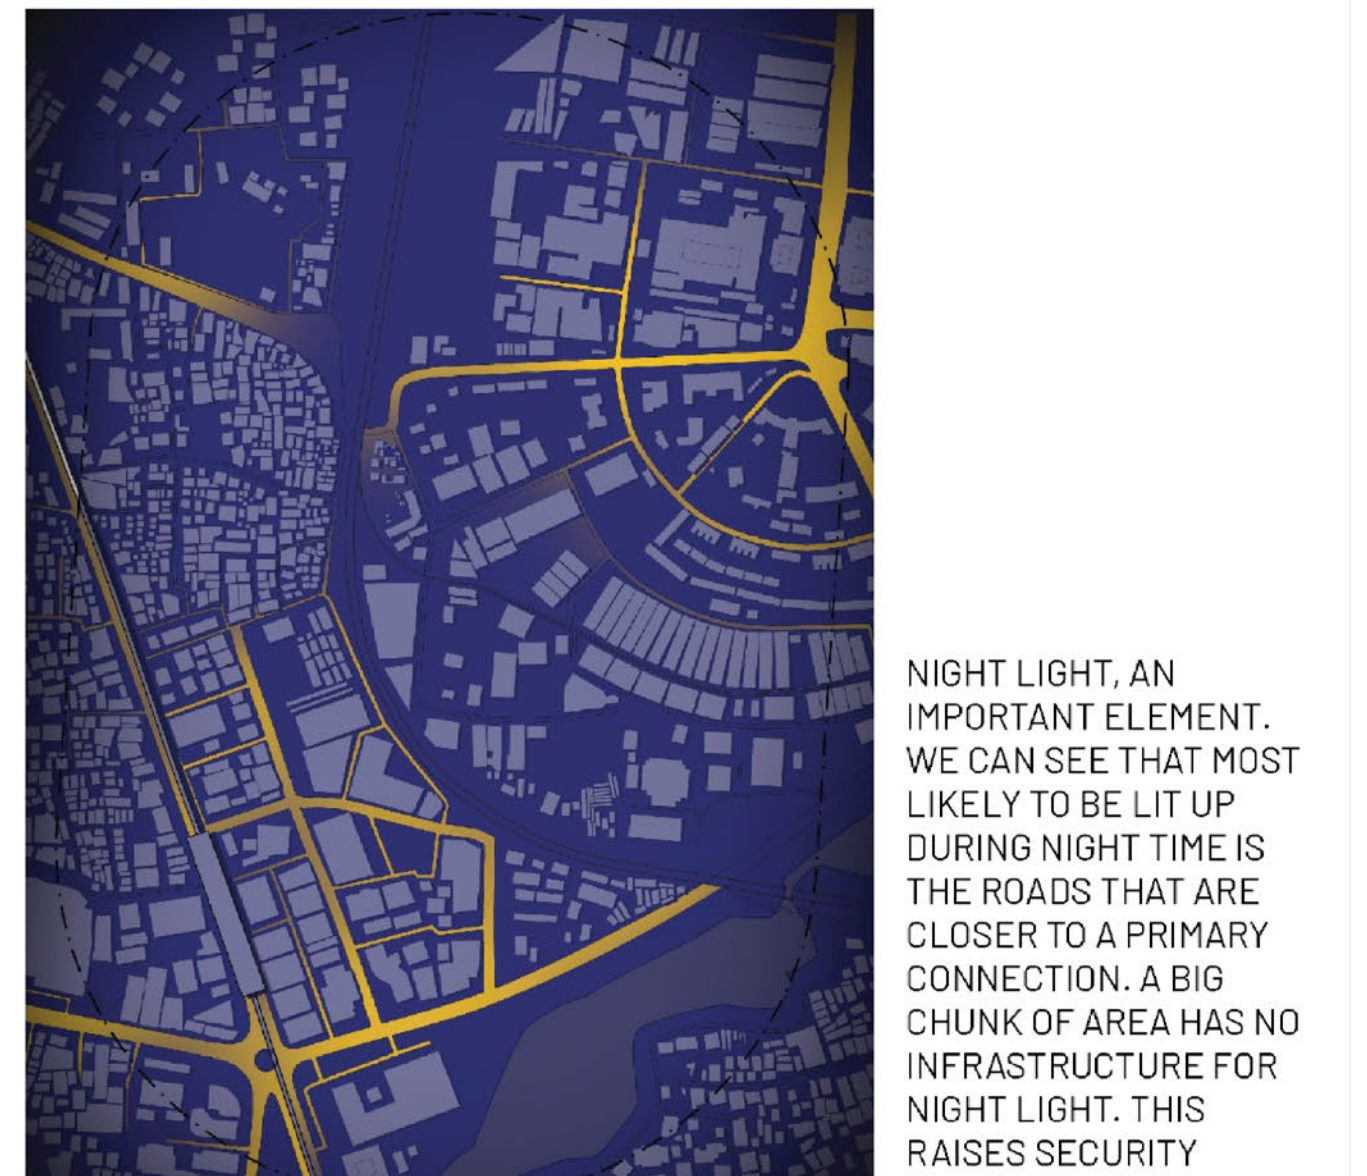 NIGHT LIGHT, AN
IMPORTANT ELEMENT.
WE CAN SEE THAT MOST
LIKELY TO BE LIT UP
DURING NIGHT TIME IS
THE ROADS THAT ARE
CLOSER TO A PRIMARY
CONNECTION. A BIG
CHUNK OF AREA HAS NO
INFRASTRUCTURE FOR
NIGHT LIGHT. THIS
RAISES SECURITY